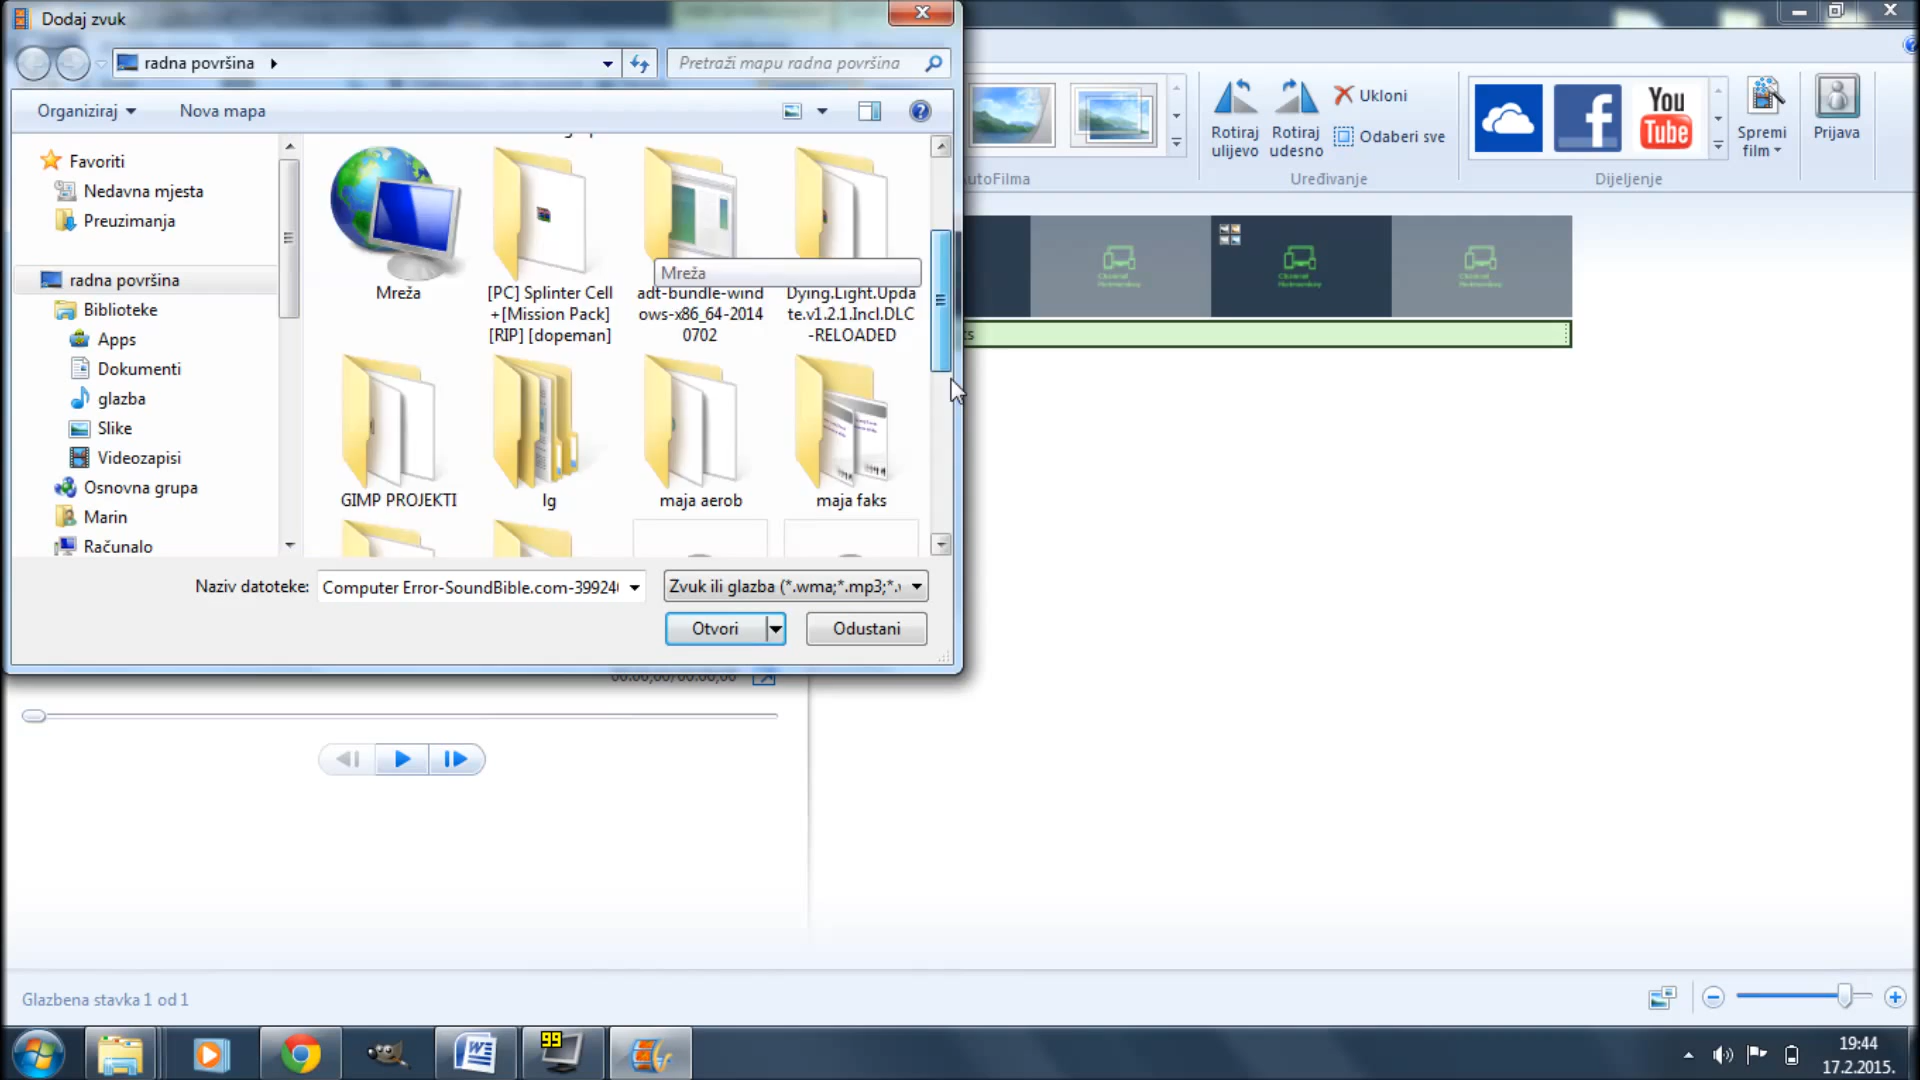 Dodaj zvuk
radna površina
Pretraži mapu radna površina
Organiziraj
Nova mapa
Favoriti
Nedavna mjesta
Preuzimanja
radna površina
Biblioteke
Apps
Dokumenti
glazba
Slike
Videozapisi
Osnovna grupa
Marin
Računalo
Mreža
[PC] Splinter Cell
+[Mission Pack]
[RIP] [dopeman]
adt-bundle-wind
ows-x86_64-2014
0702
Mreža
Dying.Light.Upda
te.v1.2.1.Incl.DLC
-RELOADED
GIMP PROJEKTI
lg
maja aerob
maja faks
Naziv datoteke:
Computer Error-SoundBible.com-39924
Zvuk ili glazba (*.wma;*.mp3;*.
Otvori
Odustani
Rotiraj
ulijevo
Rotiraj
udesno
Ukloni
Odaberi sve
Uređivanje
You
Tube
Dijeljenje
Spremi
film
Prijava
Glazbena stavka 1 od 1
99
19:44
17.2.2015.